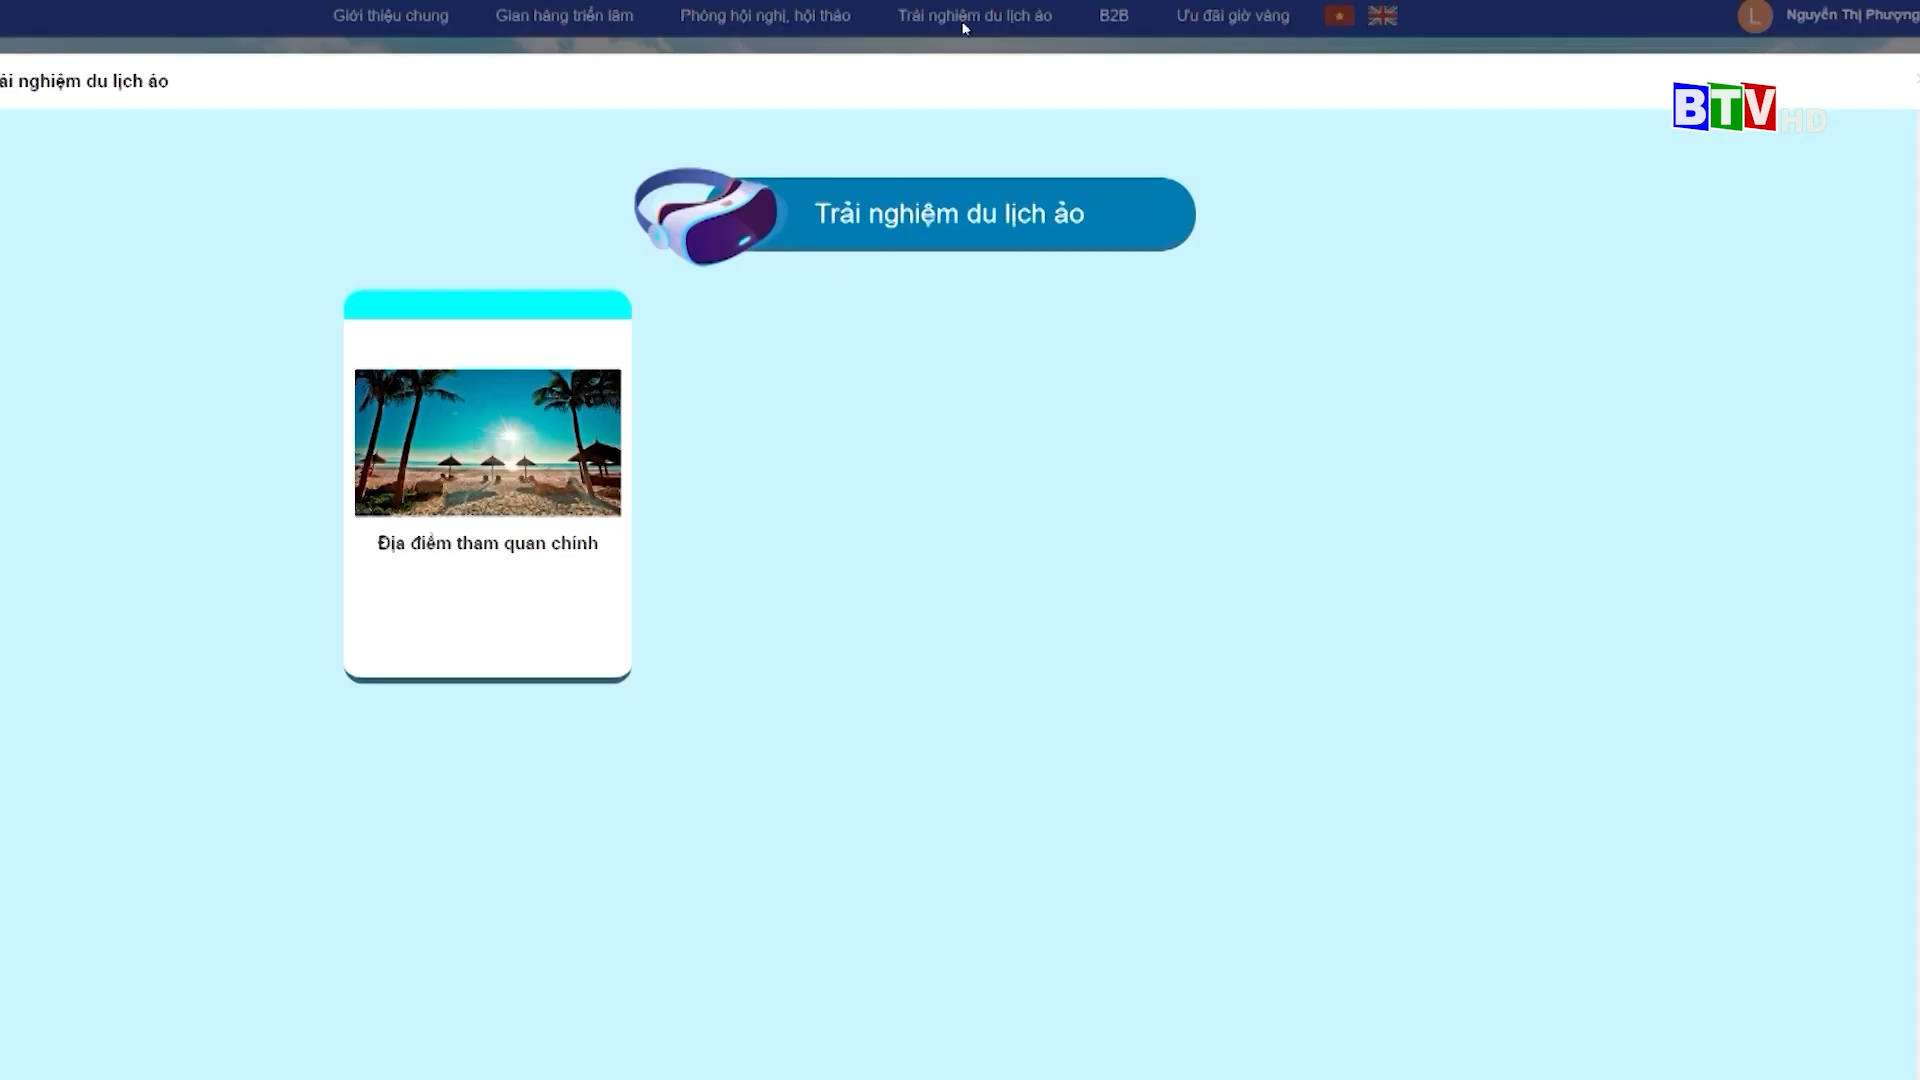 Giới thiệu chung
Gian hàng triển lãm
Phòng hội nghị, hội thảo
Trải nghiệm du lịch ảo
B2B
Ưu đãi giờ vàng
L
Nguyễn Thị Phượng
ải nghiệm du lịch ảo
BTV HD
Trải nghiệm du lịch ảo
Địa điểm tham quan chính